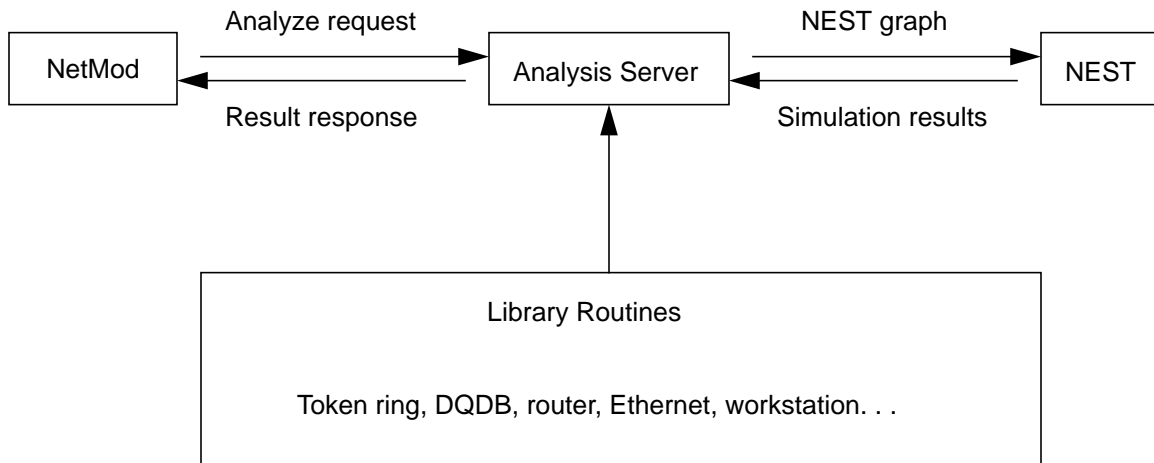 Analyze request
NEST graph
NetMod
Analysis Server
NEST
Result response
Simulation results
Library Routines
Token ring, DQDB, router, Ethernet, workstation. . .